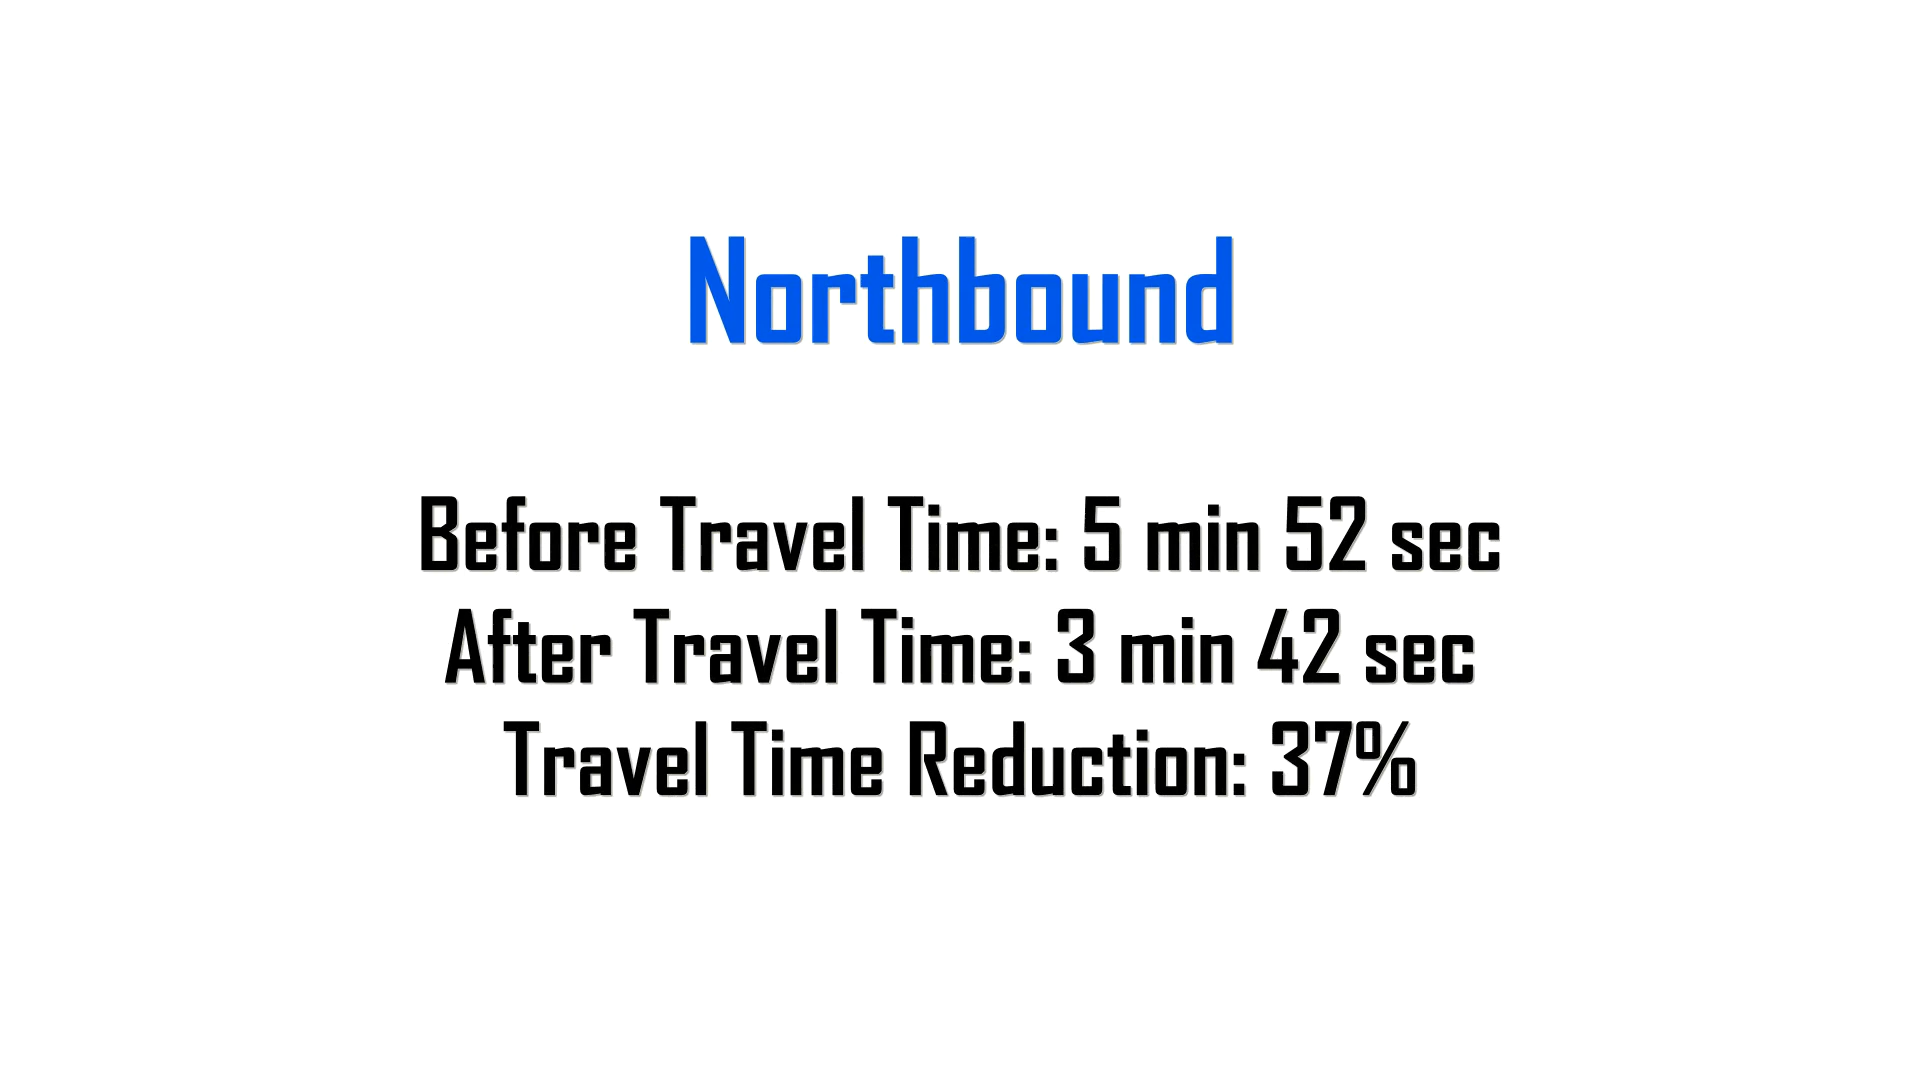 Northbound
Before Travel Time: 5 min 52 sec
After Travel Time: 3 min 42 sec
Travel Time Reduction: 37%